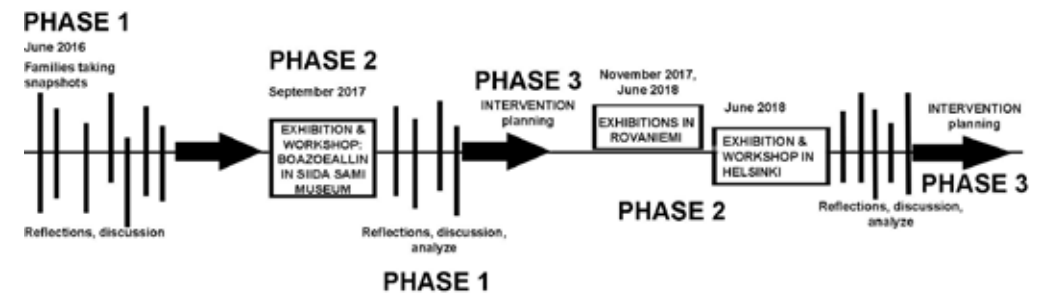 PHASE 1
June 2016
Families taking
snapshots
Reflections, discussion
PHASE 2
September 2017
EXHIBITION &
WORKSHOP:
BOAZOEALLIN
IN SIIDA SAMI
MUSEUM
Reflections, discussion,
analyze
PHASE 1
PHASE 3
INTERVENTION
planning
November 2017,
June 2018
EXHIBITIONS IN
ROVANIEMI
PHASE 2
June 2018
EXHIBITION &
WORKSHOP IN
HELSINKI
Reflections, discussion,
analyze
INTERVENTION
planning
PHASE 3